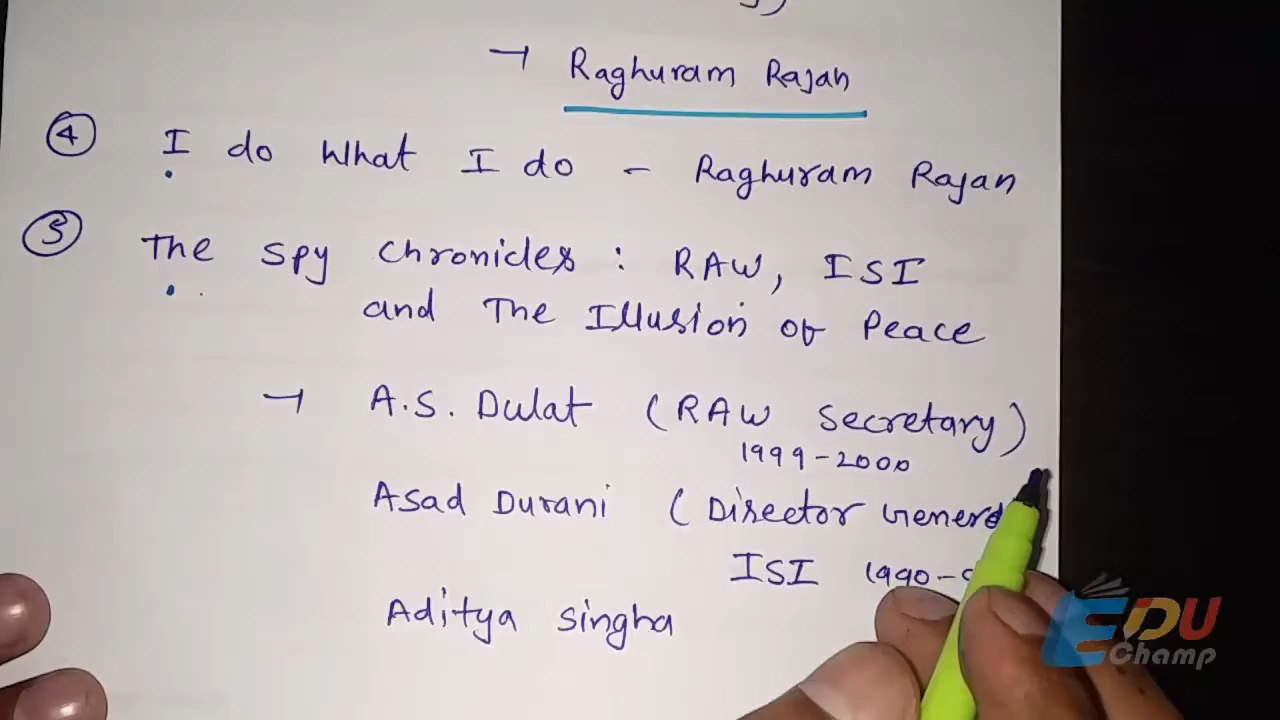 → Raghuram Rajan
④ I do What I do - Raghuram Rajan
⑤ The Spy Chronicles : RAW, ISI
and The Illusion of Peace
→ A.S. Dulat (RAW Secretary)
1999-2000
Asad Durani (Director General
ISI 1990-
Aditya Singha
EDU
Champ